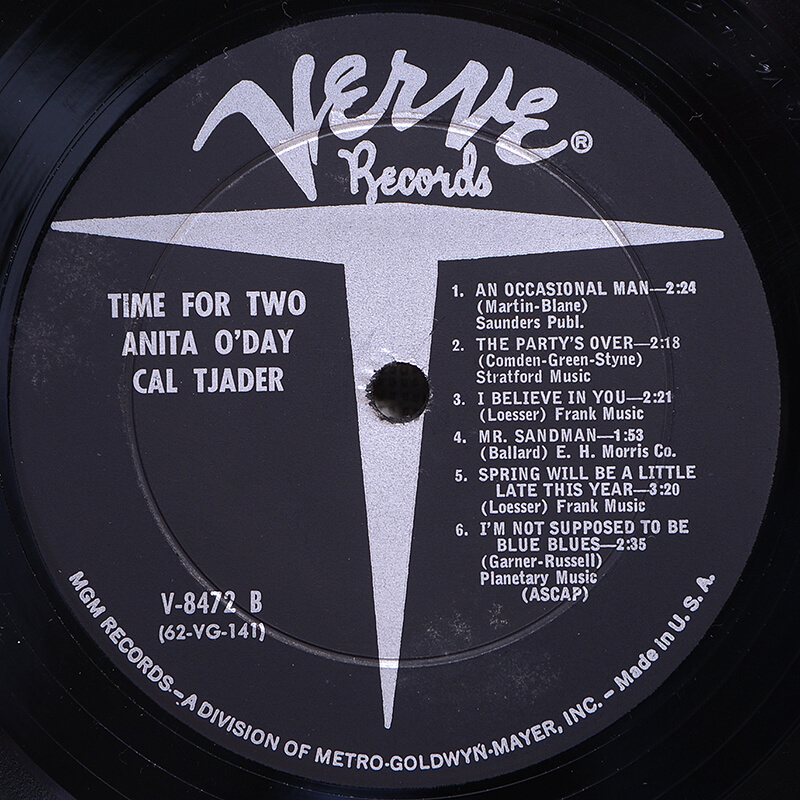 Verve®
Records
TIME FOR TWO
ANITA O'DAY
CAL TJADER
1. AN OCCASIONAL MAN—2:24
(Martin-Blane)
Saunders Publ.
2. THE PARTY'S OVER—2:18
(Comden-Green-Styne)
Stratford Music
3. I BELIEVE IN YOU—2:21
(Loesser) Frank Music
4. MR. SANDMAN—1:53
(Ballard) E. H. Morris Co.
5. SPRING WILL BE A LITTLE
LATE THIS YEAR—3:20
(Loesser) Frank Music
6. I'M NOT SUPPOSED TO BE
BLUE BLUES—2:35
(Garner-Russell)
Planetary Music
(ASCAP)
V-8472 B
(62-VG-141)
MGM RECORDS–A DIVISION OF METRO-GOLDWYN-MAYER, INC. – Made in U. S. A.